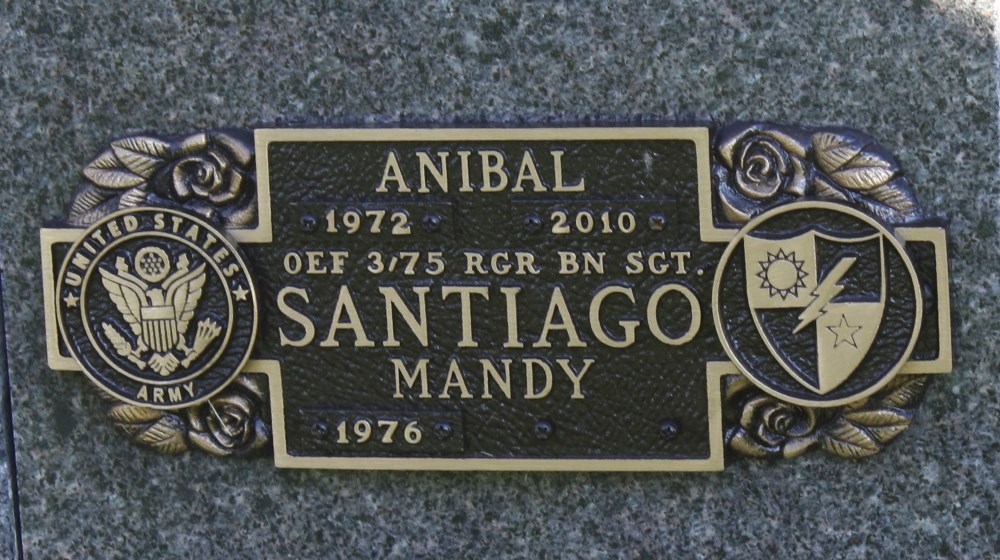 ANIBAL
1972 2010
OEF 3/75 RGR BN SGT.
SANTIAGO
MANDY
1976
UNITED STATES
ARMY